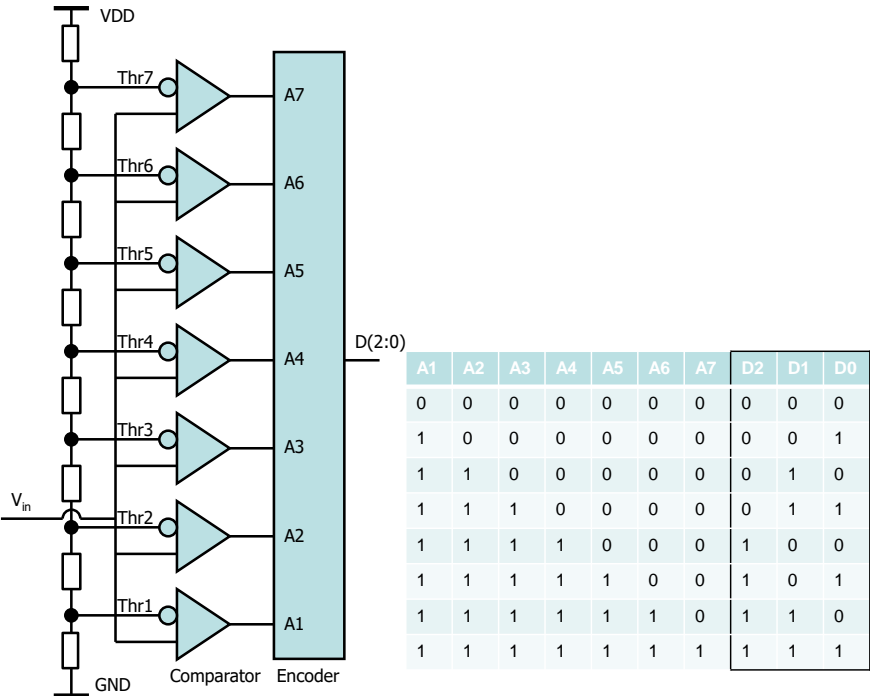 VDD
Thr7
A7
Thr6
A6
Thr5
A5
Thr4
A4
D(2:0)
Thr3
A3
Vin
Thr2
A2
Thr1
A1
Comparator
Encoder
GND
A1 A2 A3 A4 A5 A6 A7 D2 D1 D0
0 0 0 0 0 0 0 0 0 0
1 0 0 0 0 0 0 0 0 1
1 1 0 0 0 0 0 0 1 0
1 1 1 0 0 0 0 0 1 1
1 1 1 1 0 0 0 1 0 0
1 1 1 1 1 0 0 1 0 1
1 1 1 1 1 1 0 1 1 0
1 1 1 1 1 1 1 1 1 1